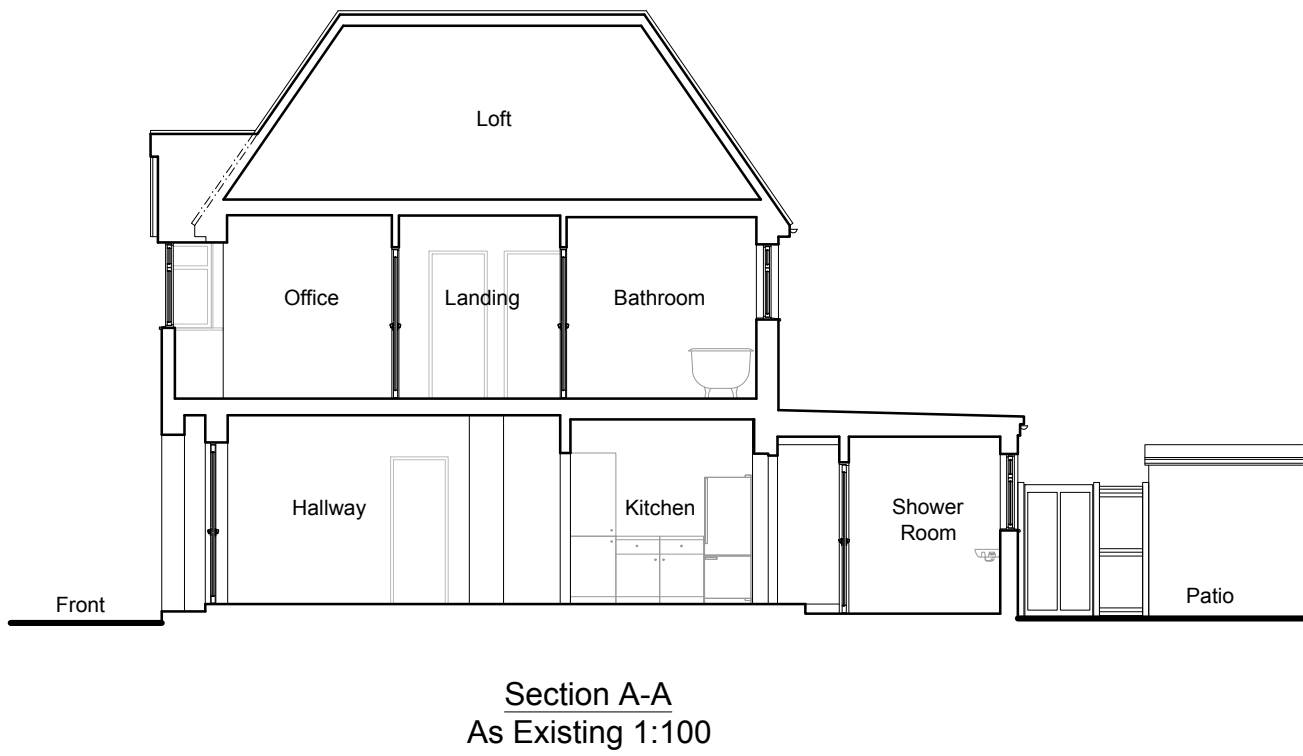 Loft
Office
Landing
Bathroom
Hallway
Kitchen
Shower
Room
Front
Patio
Section A-A
As Existing 1:100